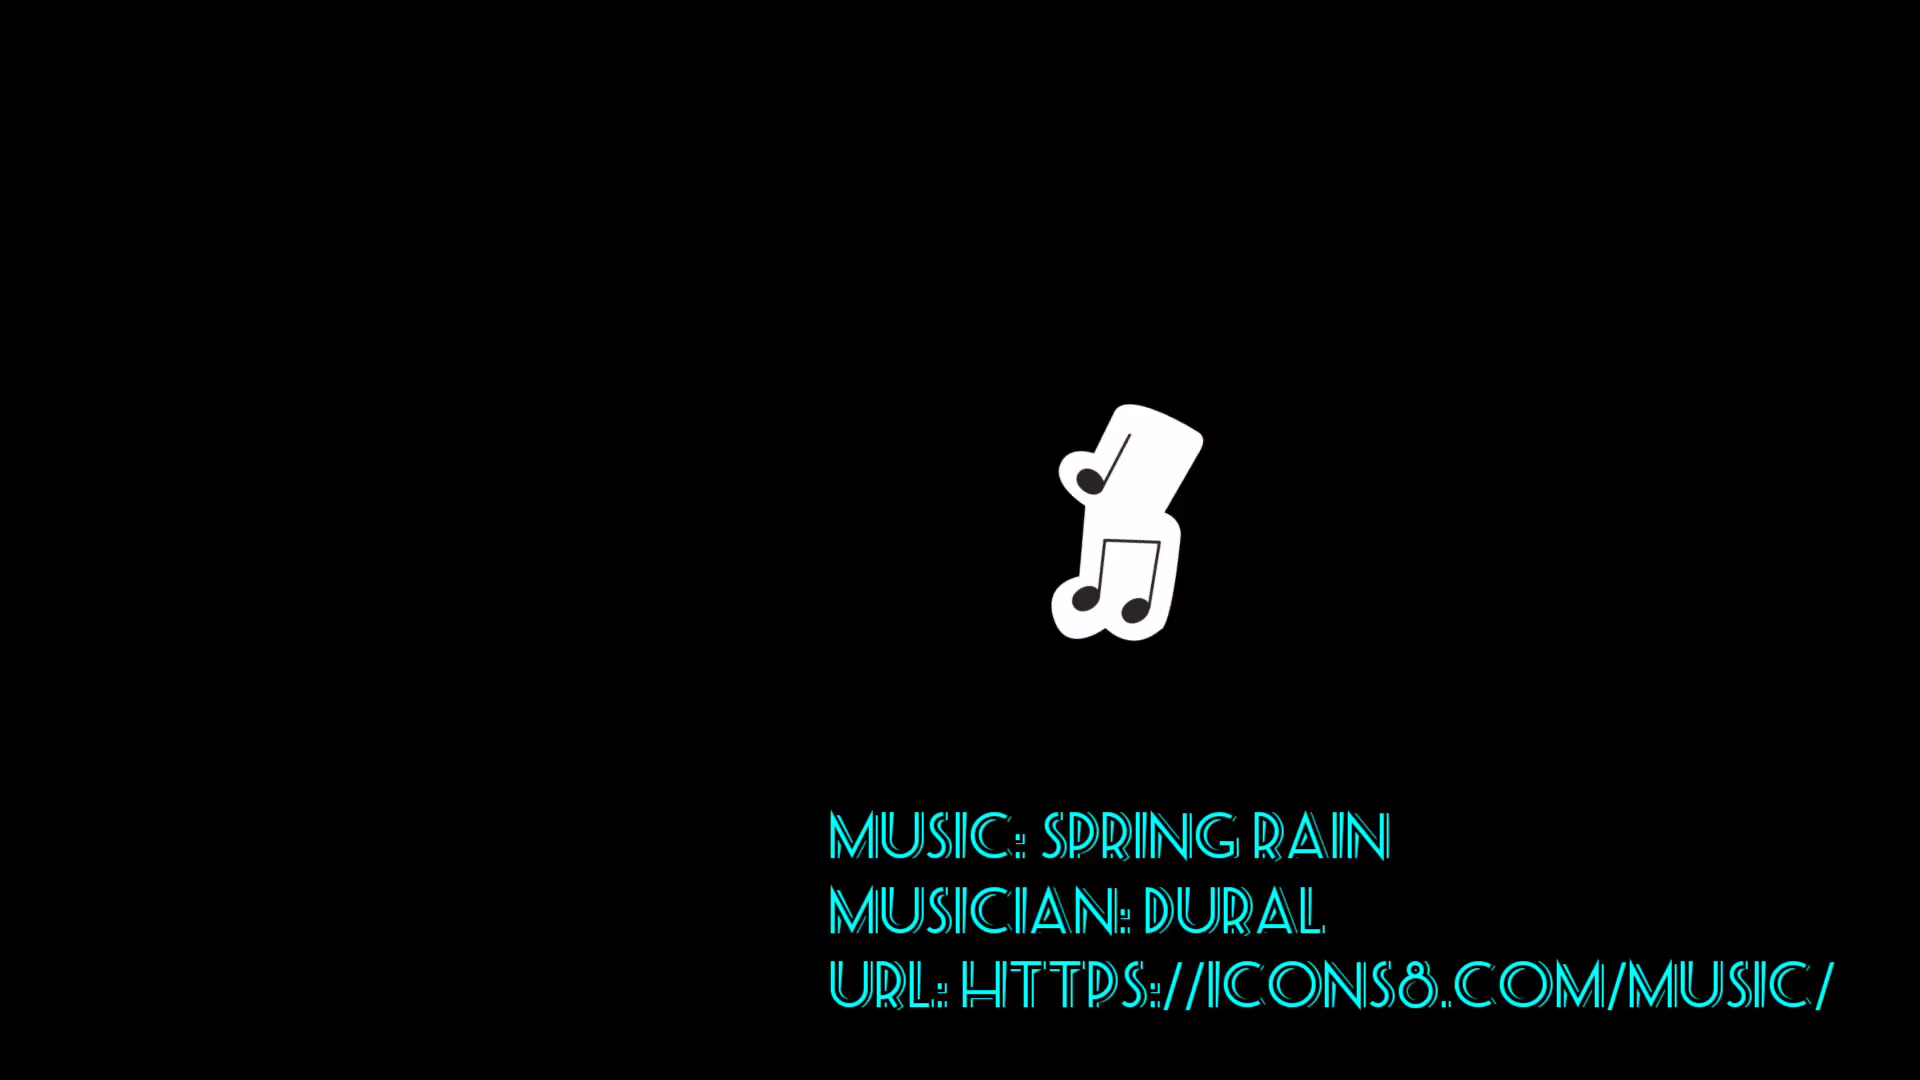 MUSIC: SPRING RAIN
MUSICIAN: DURAL
URL: HTTPS://ICONS8.COM/MUSIC/